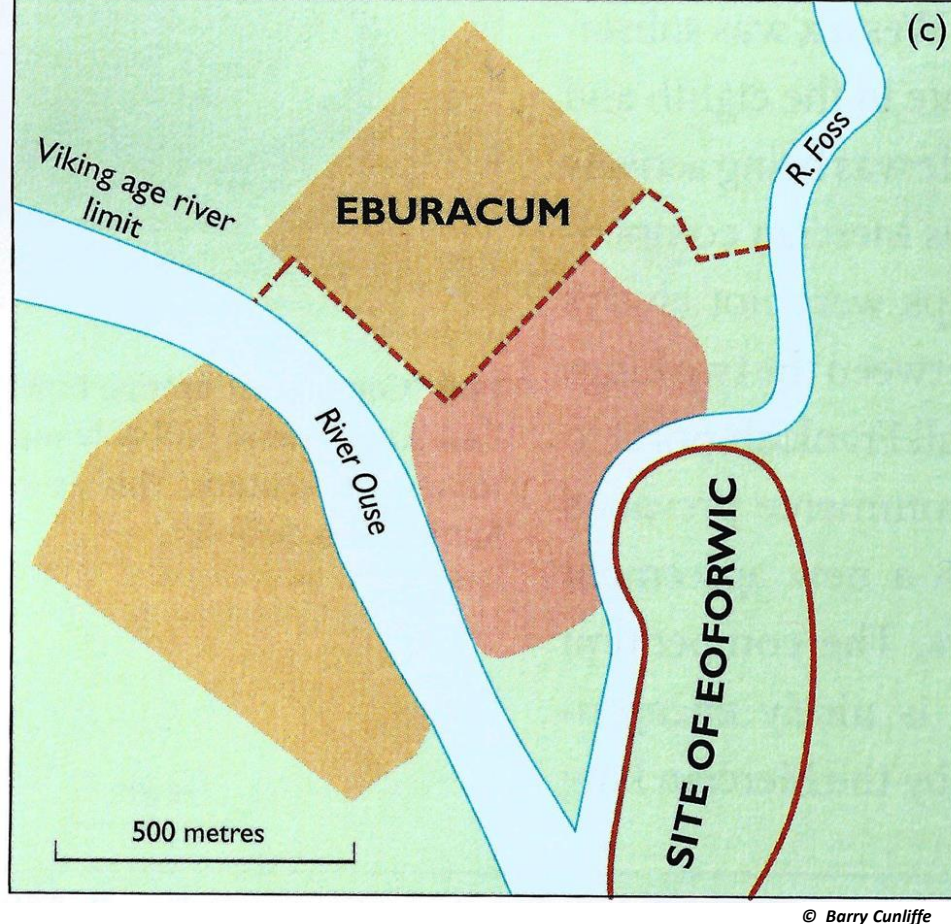 (c)
Viking age river
limit
EBURACUM
R. Foss
River Ouse
SITE OF EOFORWIC
500 metres
© Barry Cunliffe